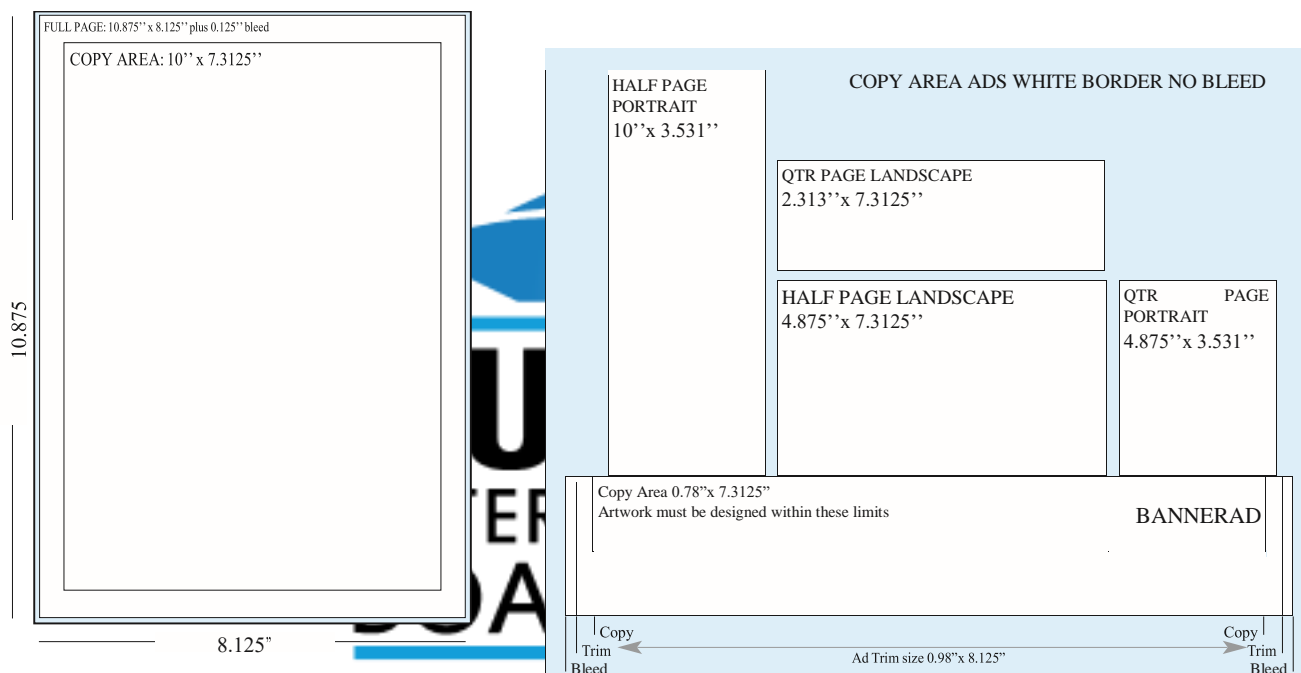 FULL PAGE: 10.875’’ x 8.125’’ plus 0.125’’ bleed
COPY AREA: 10’’ x 7.3125’’
10.875
8.125”
COPY AREA ADS WHITE BORDER NO BLEED
HALF PAGE
PORTRAIT
10’’x 3.531’’
QTR PAGE LANDSCAPE
2.313’’x 7.3125’’
HALF PAGE LANDSCAPE
4.875’’x 7.3125’’
QTR PAGE
PORTRAIT
4.875’’x 3.531’’
Copy Area 0.78”x 7.3125”
Artwork must be designed within these limits
BANNERAD
Copy Copy
Trim Trim
Ad Trim size 0.98”x 8.125”
Bleed Bleed
U
TER
OA